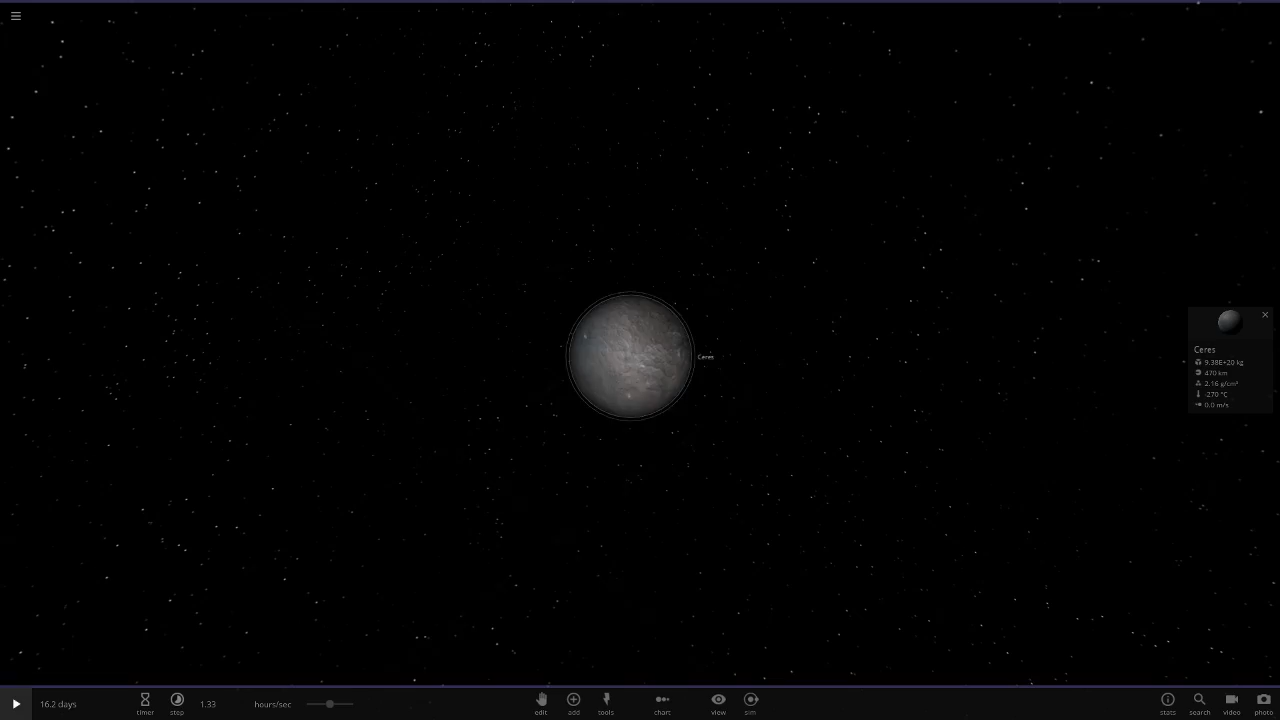 Ceres
Ceres
9.38E+20 kg
470 km
2.16 g/cm³
-270 °C
0.0 m/s
16.2 days
timer
step
1.33
hours/sec
edit
add
tools
chart
view
sim
stats
search
video
photo